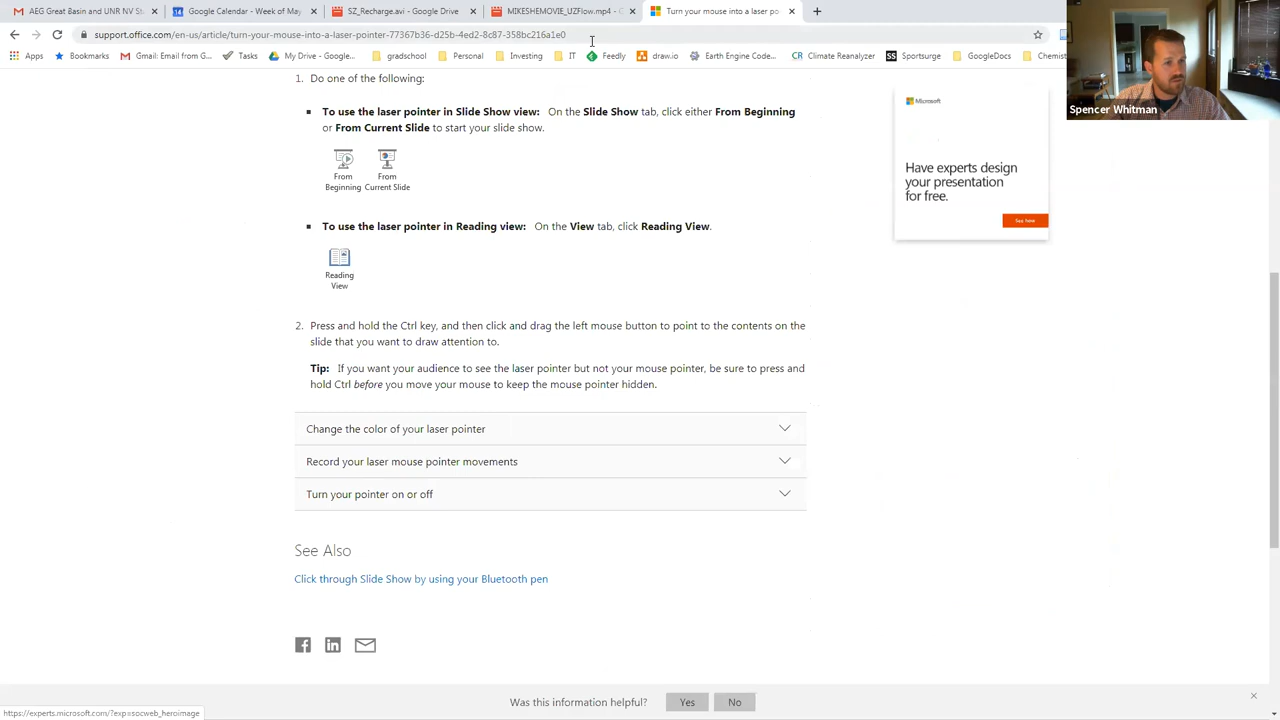 AEG Great Basin and UNR NV St
Google Calendar - Week of May
SZ_Recharge.avi - Google Drive
MIKESHEMOVIE_UZFlow.mp4 - G
Turn your mouse into a laser po
support.office.com/en-us/article/turn-your-mouse-into-a-laser-pointer-77367b36-1d5b-4ed2-8c87-358bc216a1e0
Apps
Bookmarks
Gmail: Email from G...
Tasks
My Drive - Google...
gradschool
Personal
Investing
IT
Feedly
draw.io
Earth Engine Code...
Climate Reanalyzer
Sportsurge
GoogleDocs
Chemist
Spencer Whitman
1. Do one of the following:
To use the laser pointer in Slide Show view: On the Slide Show tab, click either From Beginning
or From Current Slide to start your slide show.
From Beginning
From Current Slide
To use the laser pointer in Reading view: On the View tab, click Reading View.
Reading
View
2. Press and hold the Ctrl key, and then click and drag the left mouse button to point to the contents on the
slide that you want to draw attention to.
Tip: If you want your audience to see the laser pointer but not your mouse pointer, be sure to press and
hold Ctrl before you move your mouse to keep the mouse pointer hidden.
Change the color of your laser pointer
Record your laser mouse pointer movements
Turn your pointer on or off
See Also
Click through Slide Show by using your Bluetooth pen
Microsoft
Have experts design
your presentation
for free.
See how
Was this information helpful?
Yes
No
https://experts.microsoft.com/?exp=socweb_heroimage